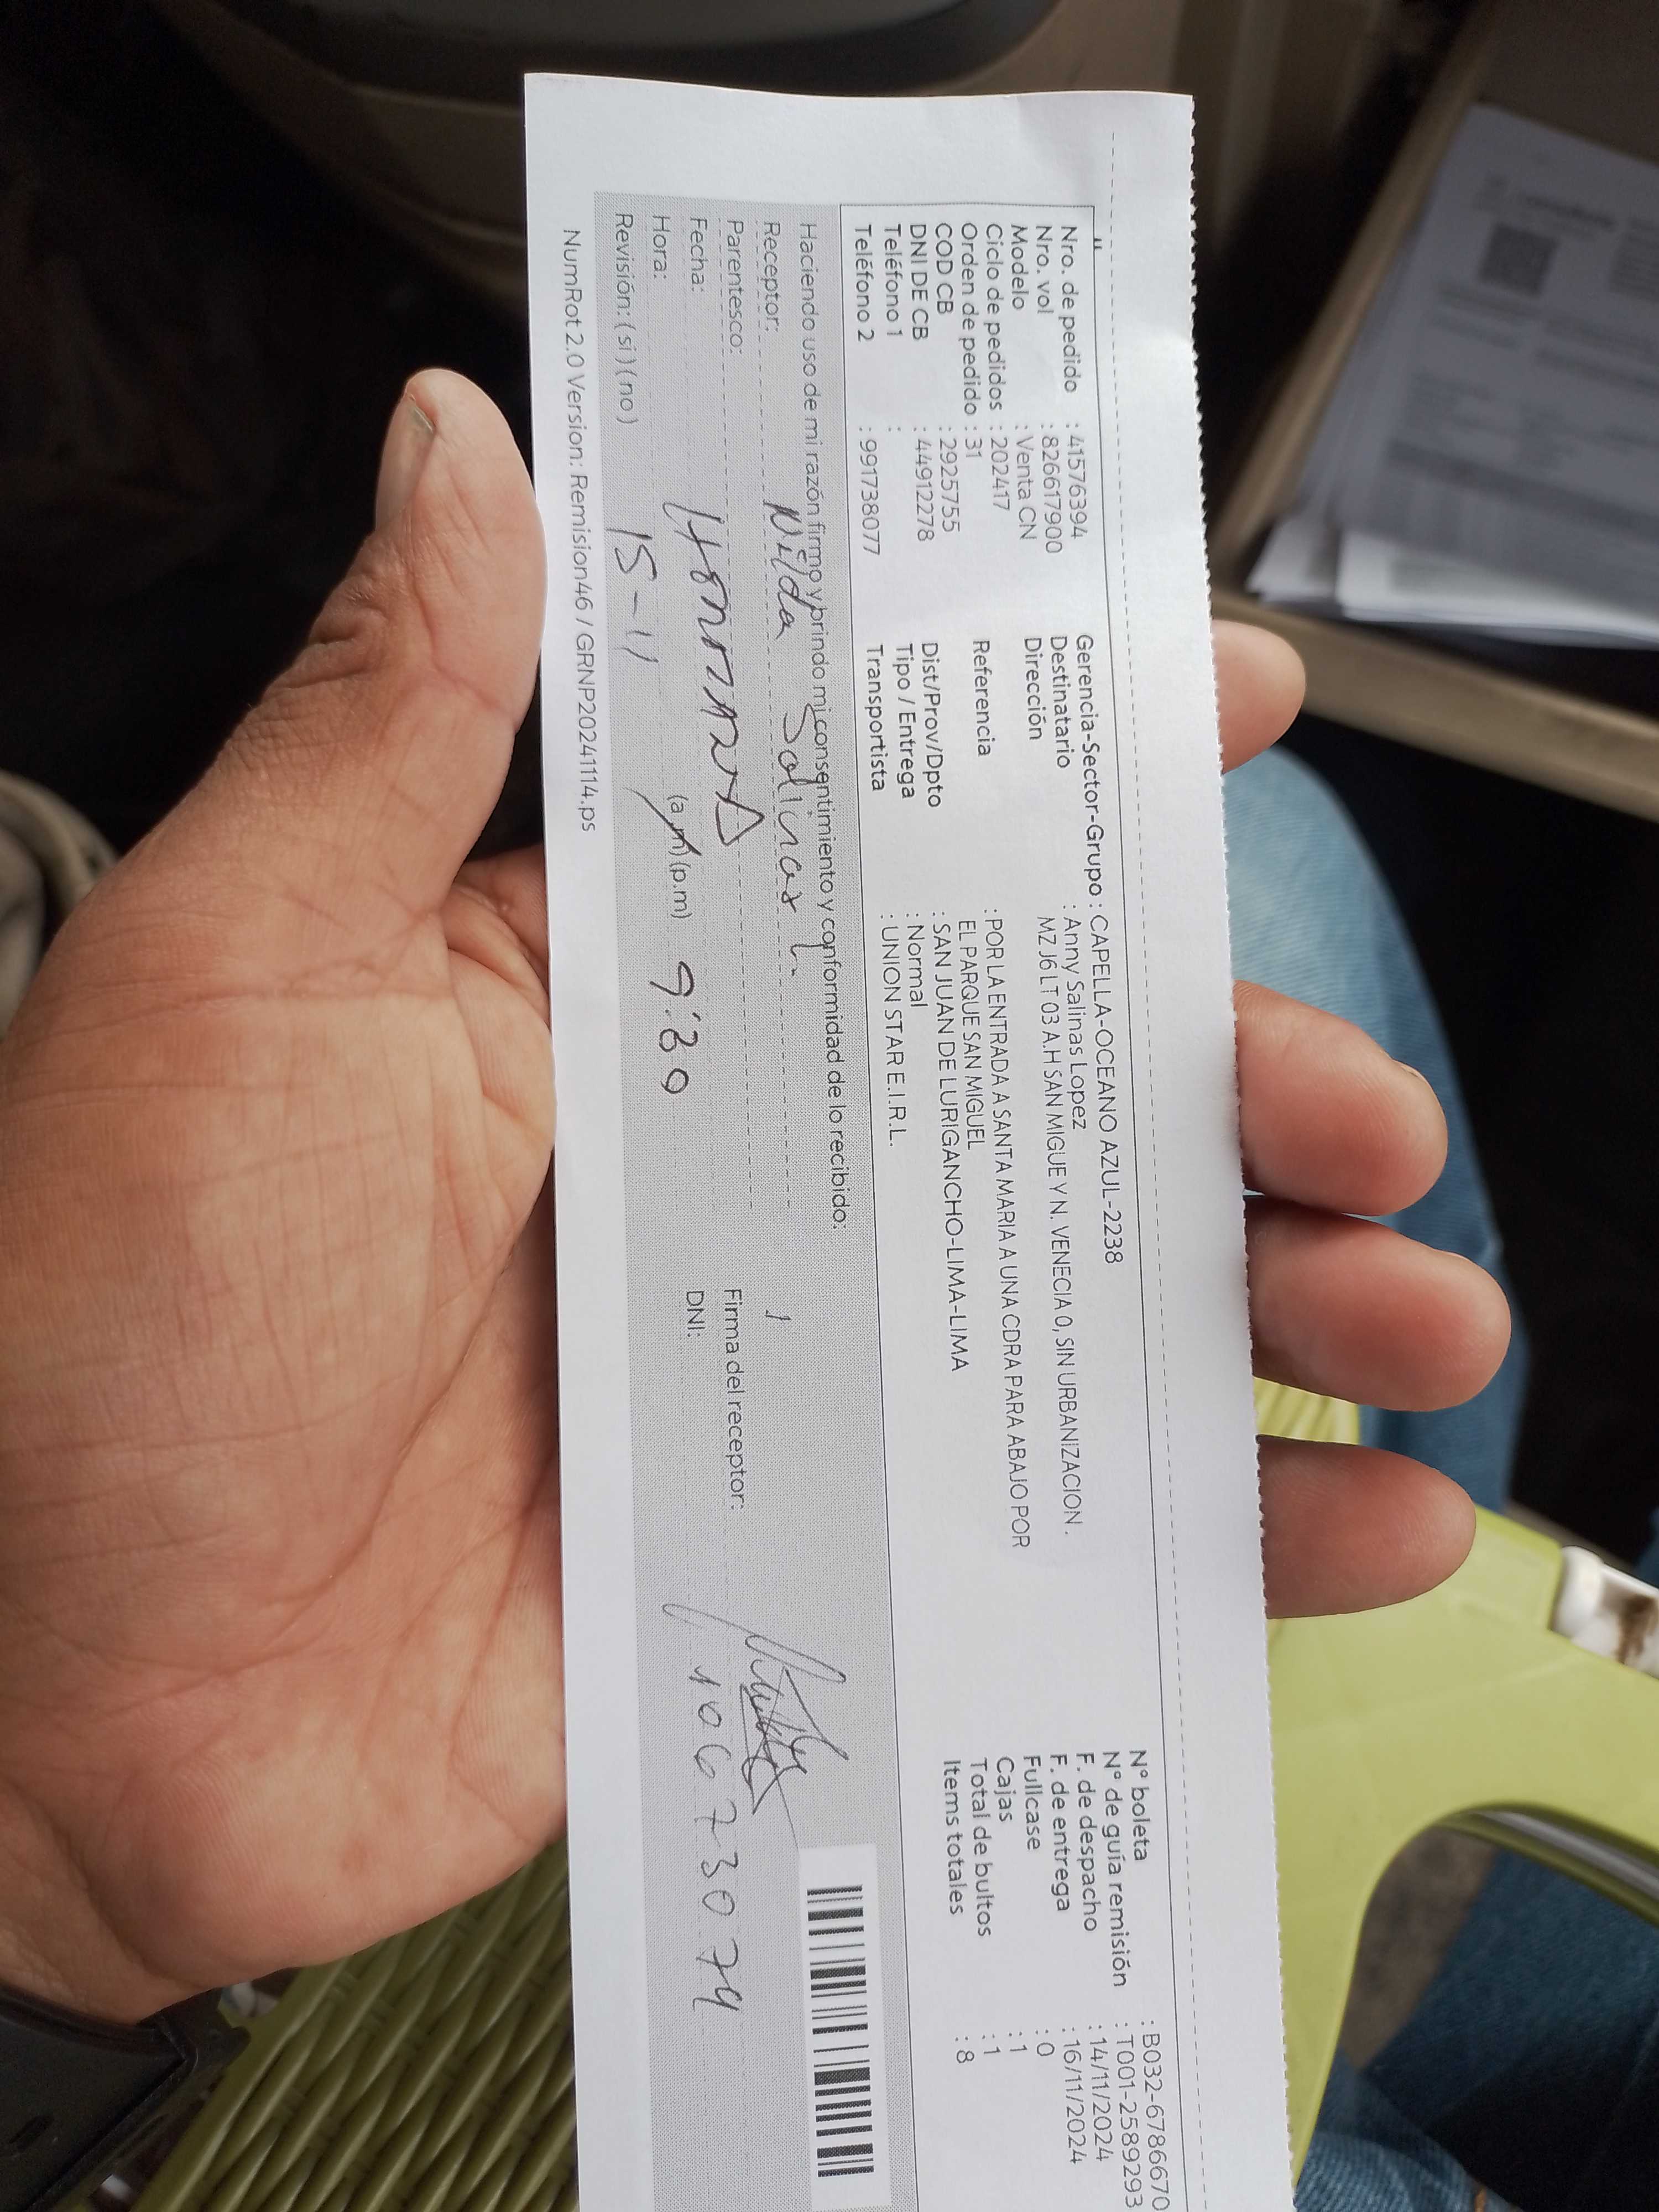 Nro. de pedido : 41576394
Nro. vol : 826617900
Modelo : Venta CN
Ciclo de pedidos : 202417
Orden de pedido : 31
COD CB : 2925755
DNI DE CB : 44912278
Teléfono 1 :
Teléfono 2 : 991738077
Gerencia-Sector-Grupo : CAPELLA-OCEANO AZUL-2238
Destinatario : Anny Salinas Lopez
Dirección MZ J6 LT 03 A.H SAN MIGUE Y N. VENECIA 0, SIN URBANIZACION .
Referencia : POR LA ENTRADA A SANTA MARIA A UNA CDRA PARA ABAJO POR
EL PARQUE SAN MIGUEL
Dist/Prov/Dpto : SAN JUAN DE LURIGANCHO-LIMA-LIMA
Tipo / Entrega : Normal
Transportista : UNION STAR E.I.R.L.
N° boleta : B032-6786670
N° de guía remisión : T001-2589293
F. de despacho : 14/11/2024
F. de entrega : 16/11/2024
Fullcase : 0
Cajas : 1
Total de bultos : 1
Items totales : 8
Haciendo uso de mi razón firmo y brindo mi consentimiento y conformidad de lo recibido:
Receptor: Nilda Salinas L.
Parentesco: Hermana
Fecha: 15-11
Hora: (a.m) (p.m) 9:30
Revisión: ( si ) ( no )
Firma del receptor:
DNI: 10673079
NumRot 2.0 Version: Remision46 / GRNP20241114.ps